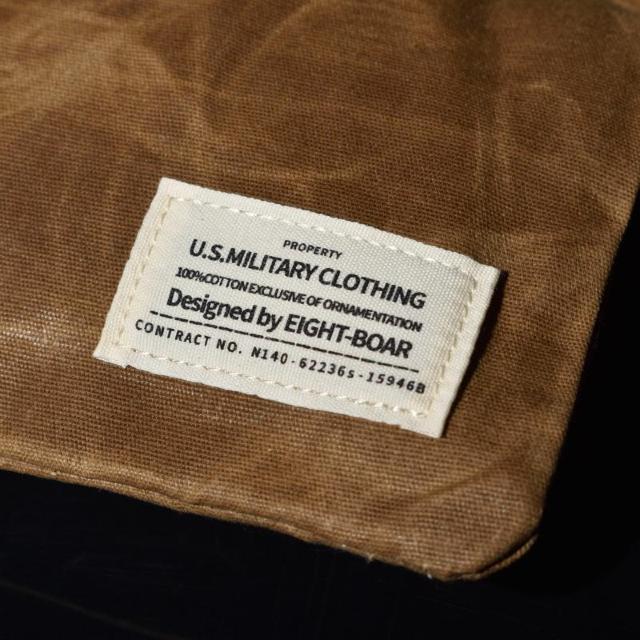 PROPERTY
U.S.MILITARY CLOTHING
100%COTTON EXCLUSIVE OF ORNAMENTATION
Designed by EIGHT-BOAR
CONTRACT NO. N140-62236s-15946B